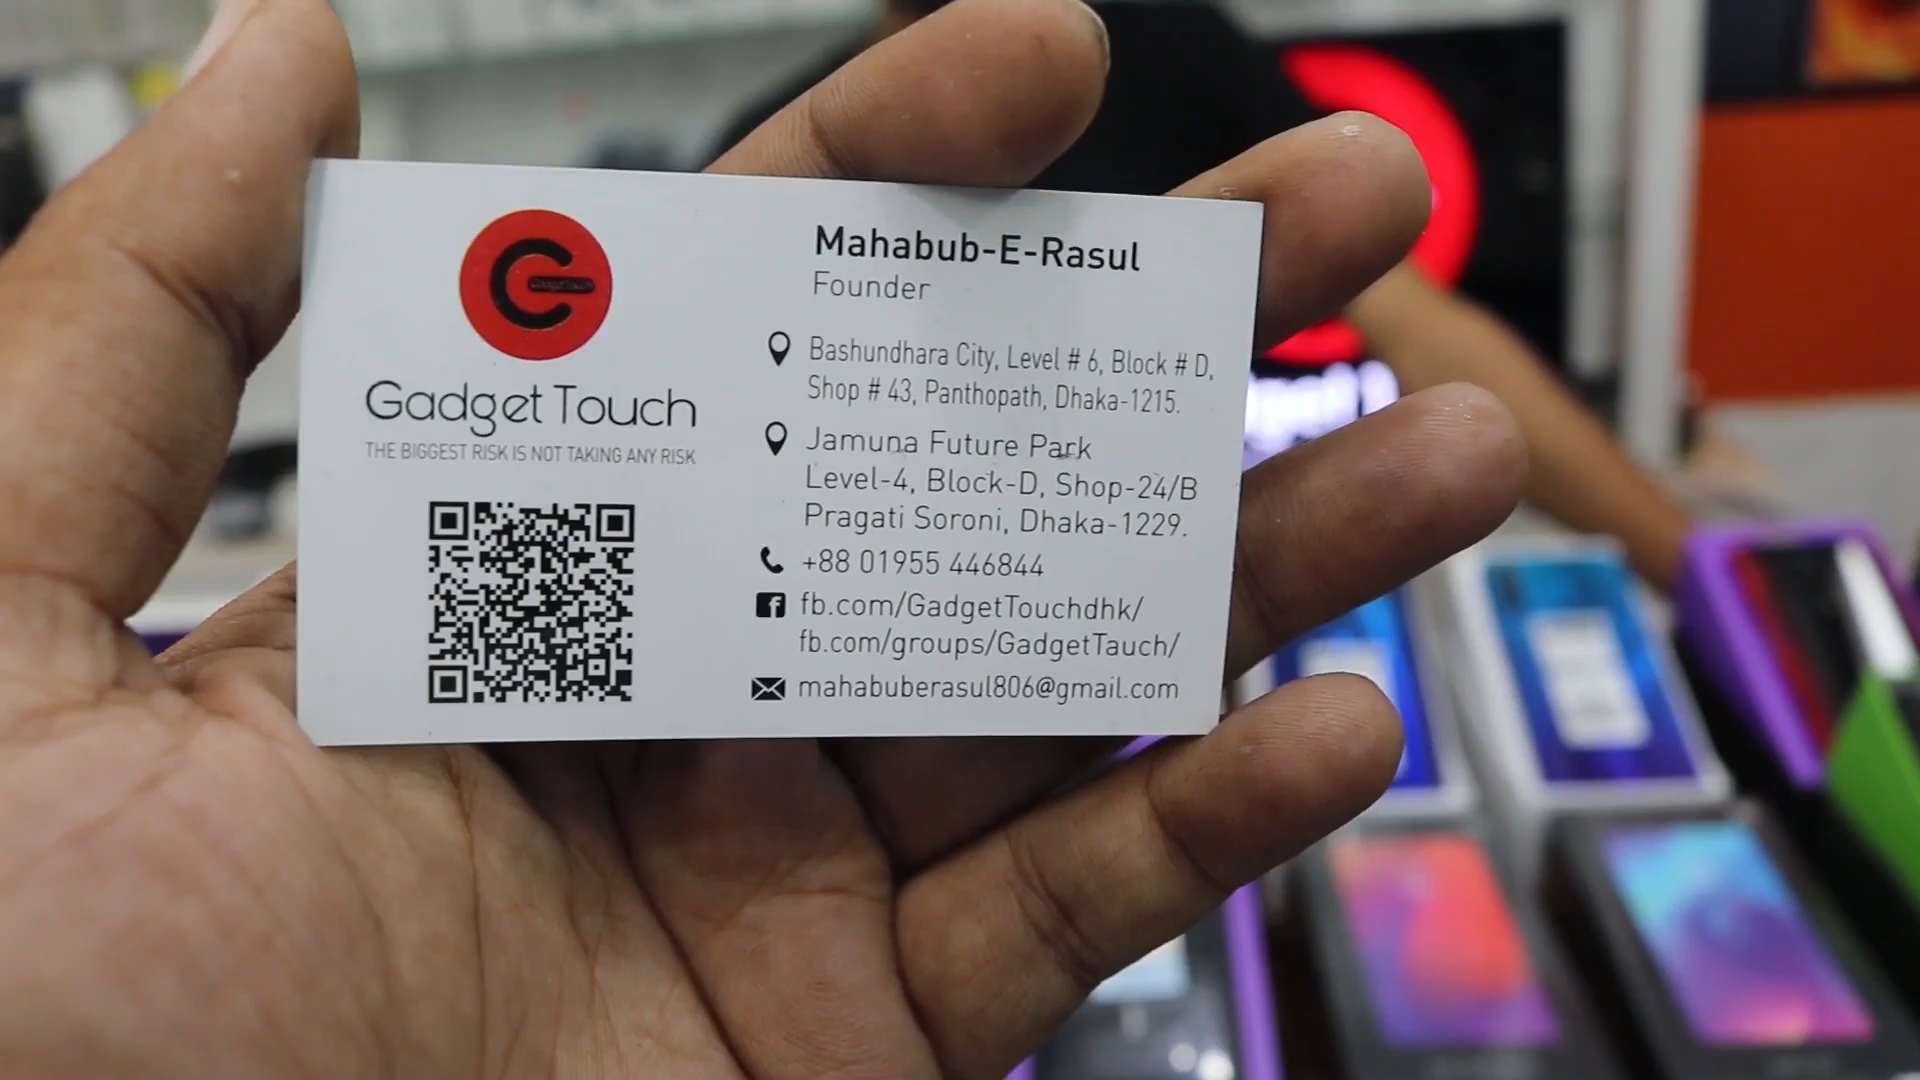 Gadget Touch
THE BIGGEST RISK IS NOT TAKING ANY RISK
Mahabub-E-Rasul
Founder
Bashundhara City, Level # 6, Block # D,
Shop # 43, Panthopath, Dhaka-1215.
Jamuna Future Park
Level-4, Block-D, Shop-24/B
Pragati Soroni, Dhaka-1229.
+88 01955 446844
fb.com/GadgetTouchdhk/
fb.com/groups/GadgetTauch/
mahabuberasul806@gmail.com